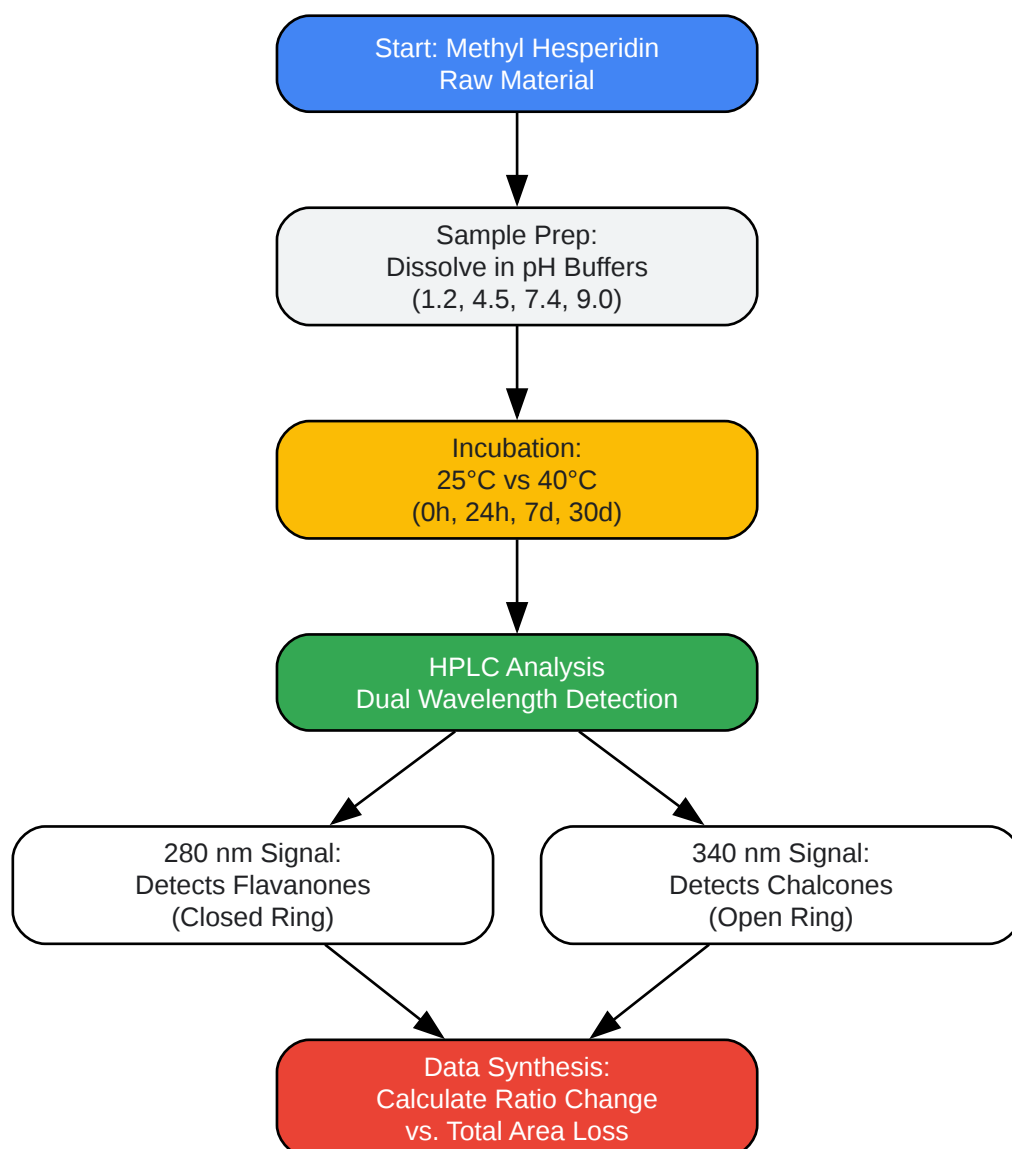 Start: Methyl Hesperidin
Raw Material
Sample Prep:
Dissolve in pH Buffers
(1.2, 4.5, 7.4, 9.0)
Incubation:
25°C vs 40°C
(0h, 24h, 7d, 30d)
HPLC Analysis
Dual Wavelength Detection
280 nm Signal:
Detects Flavanones
(Closed Ring)
340 nm Signal:
Detects Chalcones
(Open Ring)
Data Synthesis:
Calculate Ratio Change
vs. Total Area Loss